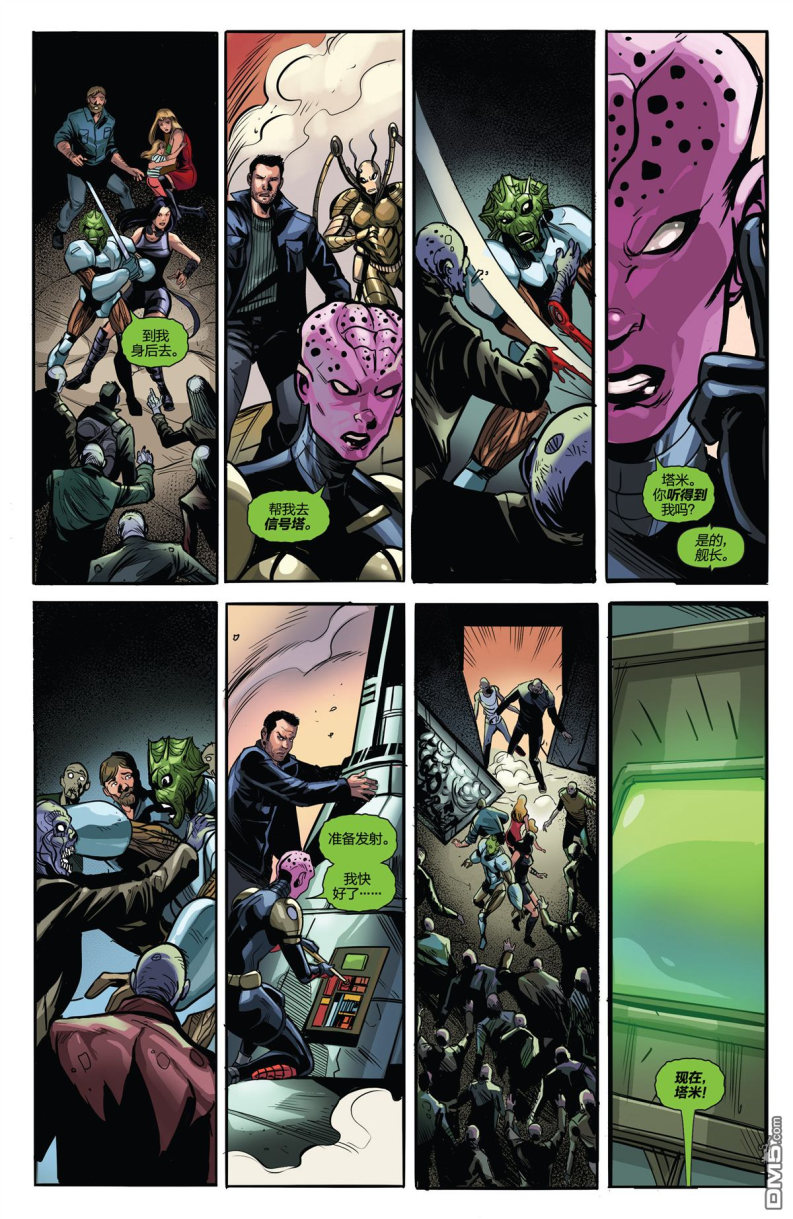 到我
身后去。
帮我去
信号塔。
塔米。
你听得到
我吗？
是的，
舰长。
准备发射。
我快
好了……
现在，
塔米！
DM5.com